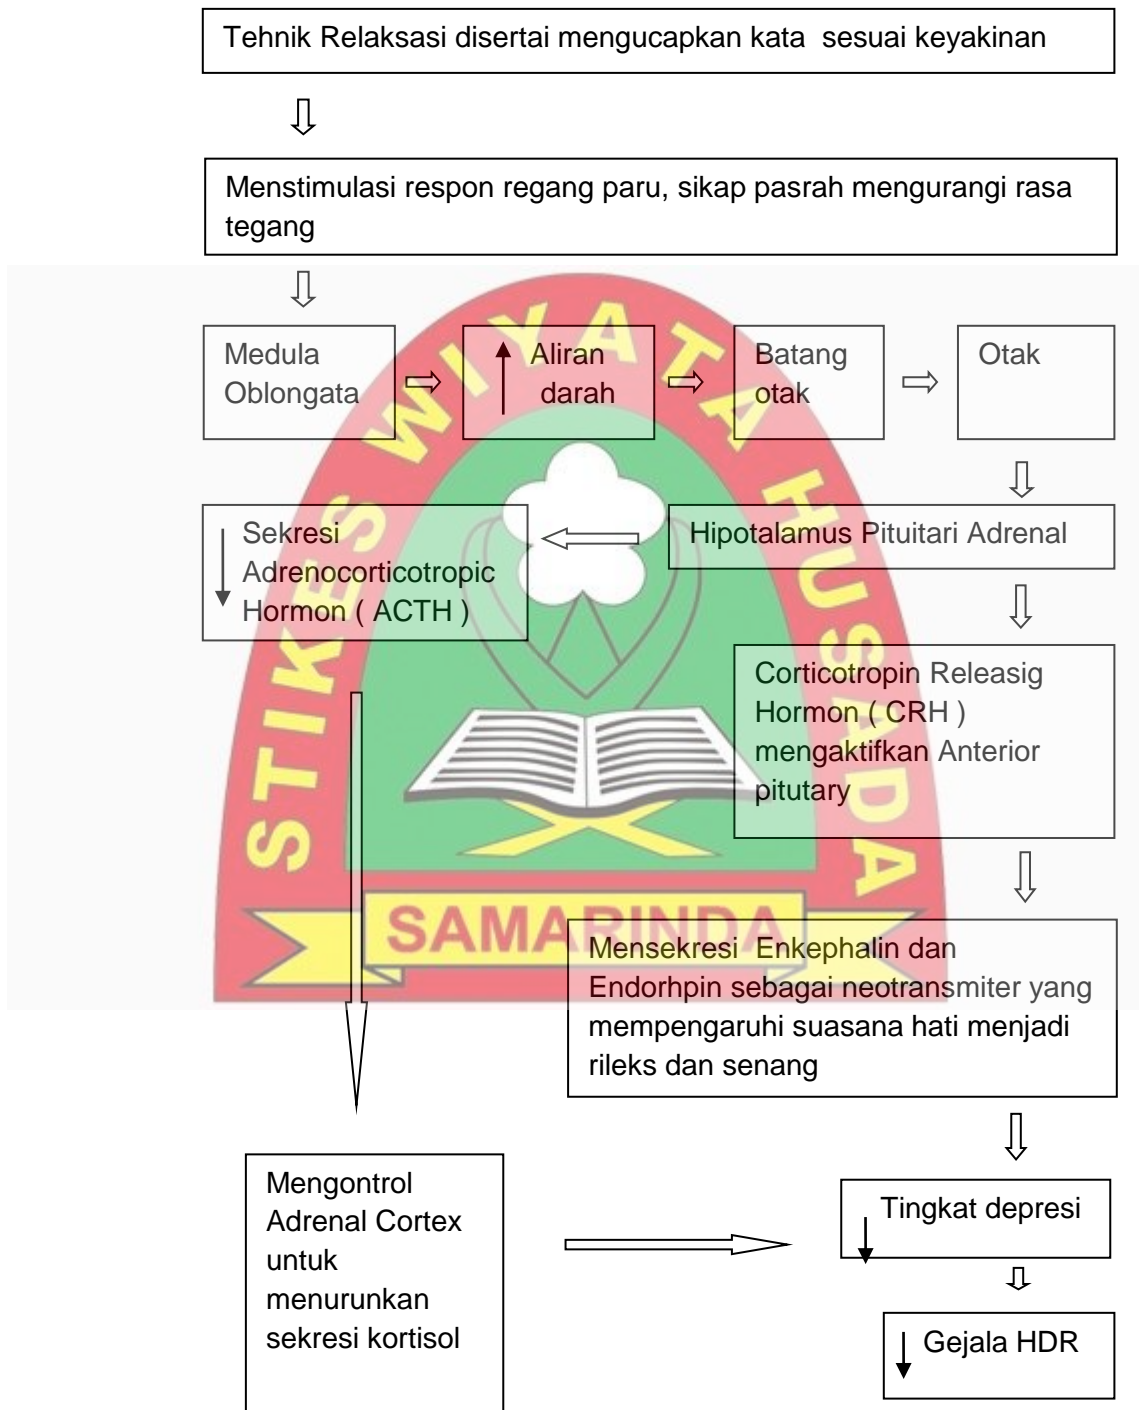 Tehnik Relaksasi disertai mengucapkan kata sesuai keyakinan
Menstimulasi respon regang paru, sikap pasrah mengurangi rasa
tegang
Medula
Oblongata
Aliran
darah
Batang
otak
Otak
Sekresi
Adrenocorticotropic
Hormon ( ACTH )
Hipotalamus Pituitari Adrenal
Corticotropin Releasig
Hormon ( CRH )
mengaktifkan Anterior
pitutary
Mensekresi Enkephalin dan
Endorhpin sebagai neotransmiter yang
mempengaruhi suasana hati menjadi
rileks dan senang
Mengontrol
Adrenal Cortex
untuk
menurunkan
sekresi kortisol
Tingkat depresi
Gejala HDR
STIKES WIYATA HUSADA
SAMARINDA